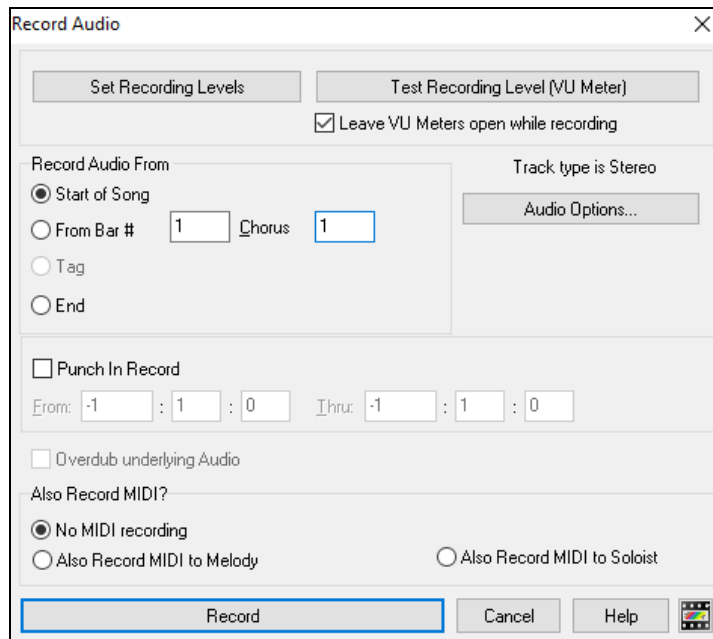 Record Audio
Set Recording Levels
Test Recording Level (VU Meter)
Leave VU Meters open while recording
Record Audio From
Track type is Stereo
Start of Song
Audio Options...
From Bar # 1 Chorus 1
Tag
End
Punch In Record
From: -1 : 1 : 0 Thru: -1 : 1 : 0
Overdub underlying Audio
Also Record MIDI?
No MIDI recording
Also Record MIDI to Melody
Also Record MIDI to Soloist
Record Cancel Help